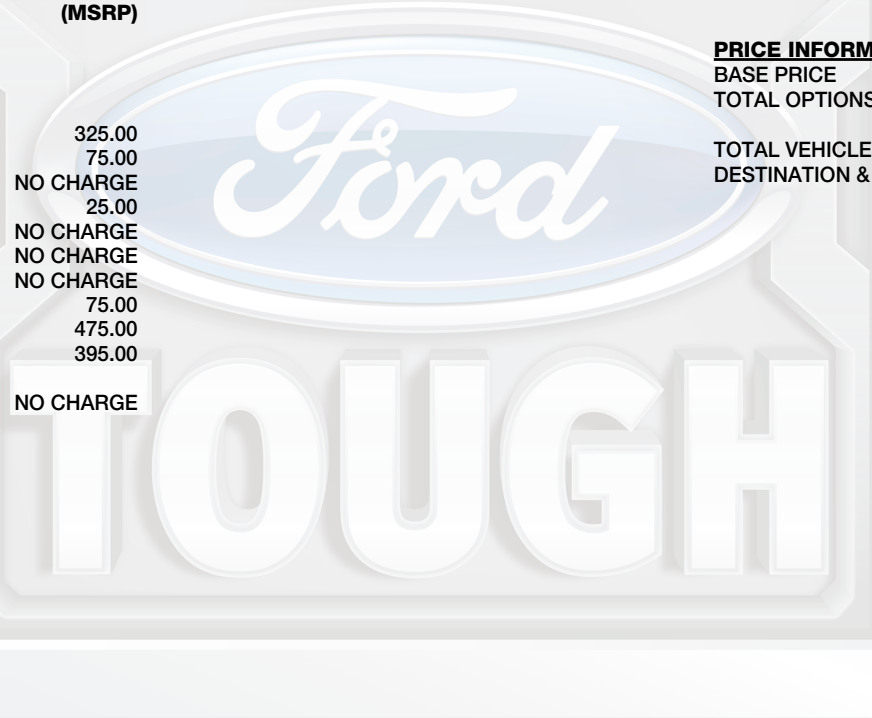 (MSRP)
325.00
75.00
NO CHARGE
25.00
NO CHARGE
NO CHARGE
NO CHARGE
75.00
475.00
395.00
NO CHARGE
PRICE INFORM
BASE PRICE
TOTAL OPTIONS
TOTAL VEHICLE
DESTINATION &
Ford
TOUGH